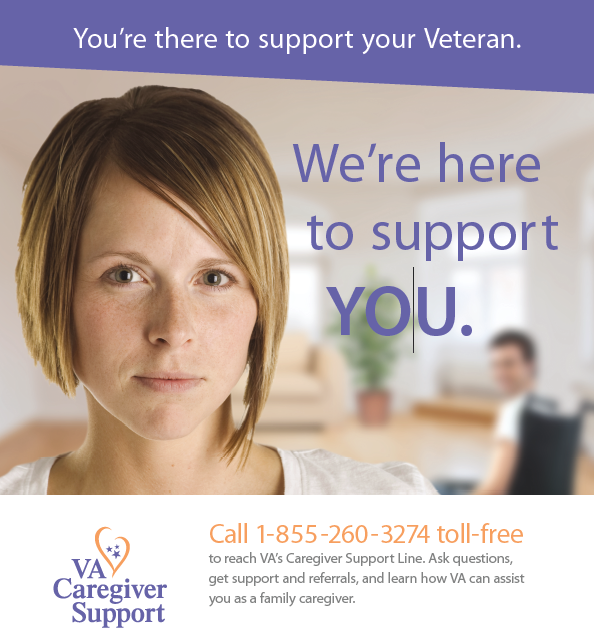 You’re there to support your Veteran.
We’re here
to support
YOU.
Call 1-855-260-3274 toll-free
to reach VA’s Caregiver Support Line. Ask questions,
get support and referrals, and learn how VA can assist
you as a family caregiver.
VA
Caregiver
Support